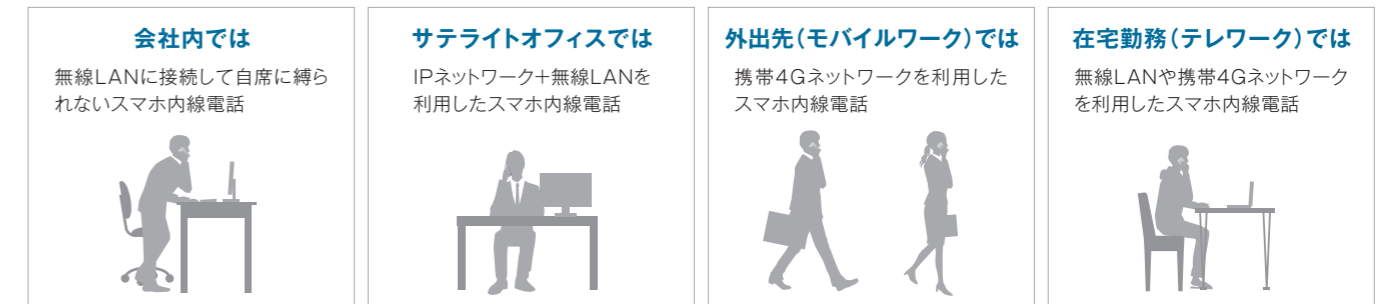 会社内では
無線LANに接続して自席に縛ら
れないスマホ内線電話
サテライトオフィスでは
IPネットワーク＋無線LANを
利用したスマホ内線電話
外出先（モバイルワーク）では
携帯4Gネットワークを利用した
スマホ内線電話
在宅勤務（テレワーク）では
無線LANや携帯4Gネットワーク
を利用したスマホ内線電話